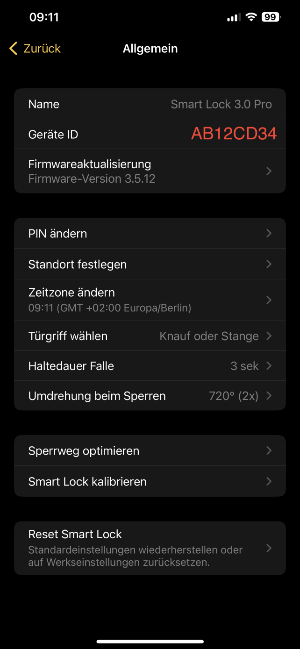 09:11
99
Zurück
Allgemein
Name
Smart Lock 3.0 Pro
Geräte ID
AB12CD34
Firmwareaktualisierung
Firmware-Version 3.5.12
PIN ändern
Standort festlegen
Zeitzone ändern
09:11 (GMT +02:00 Europa/Berlin)
Türgriff wählen
Knauf oder Stange
Haltedauer Falle
3 sek
Umdrehung beim Sperren
720° (2x)
Sperrweg optimieren
Smart Lock kalibrieren
Reset Smart Lock
Standardeinstellungen wiederherstellen oder
auf Werkseinstellungen zurücksetzen.